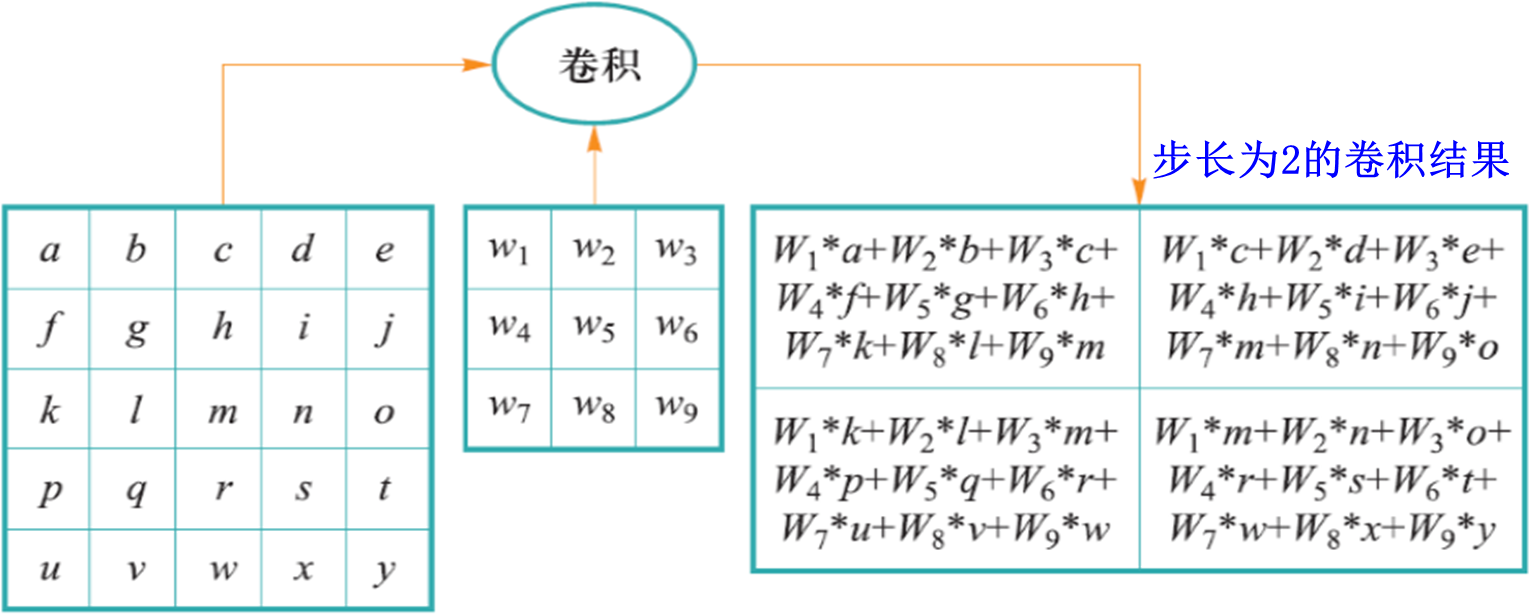 卷积
步长为2的卷积结果
a b c d e
f g h i j
k l m n o
p q r s t
u v w x y
w₁ w₂ w₃
w₄ w₅ w₆
w₇ w₈ w₉
W₁*a+W₂*b+W₃*c+
W₄*f+W₅*g+W₆*h+
W₇*k+W₈*l+W₉*m
W₁*c+W₂*d+W₃*e+
W₄*h+W₅*i+W₆*j+
W₇*m+W₈*n+W₉*o
W₁*k+W₂*l+W₃*m+
W₄*p+W₅*q+W₆*r+
W₇*u+W₈*v+W₉*w
W₁*m+W₂*n+W₃*o+
W₄*r+W₅*s+W₆*t+
W₇*w+W₈*x+W₉*y